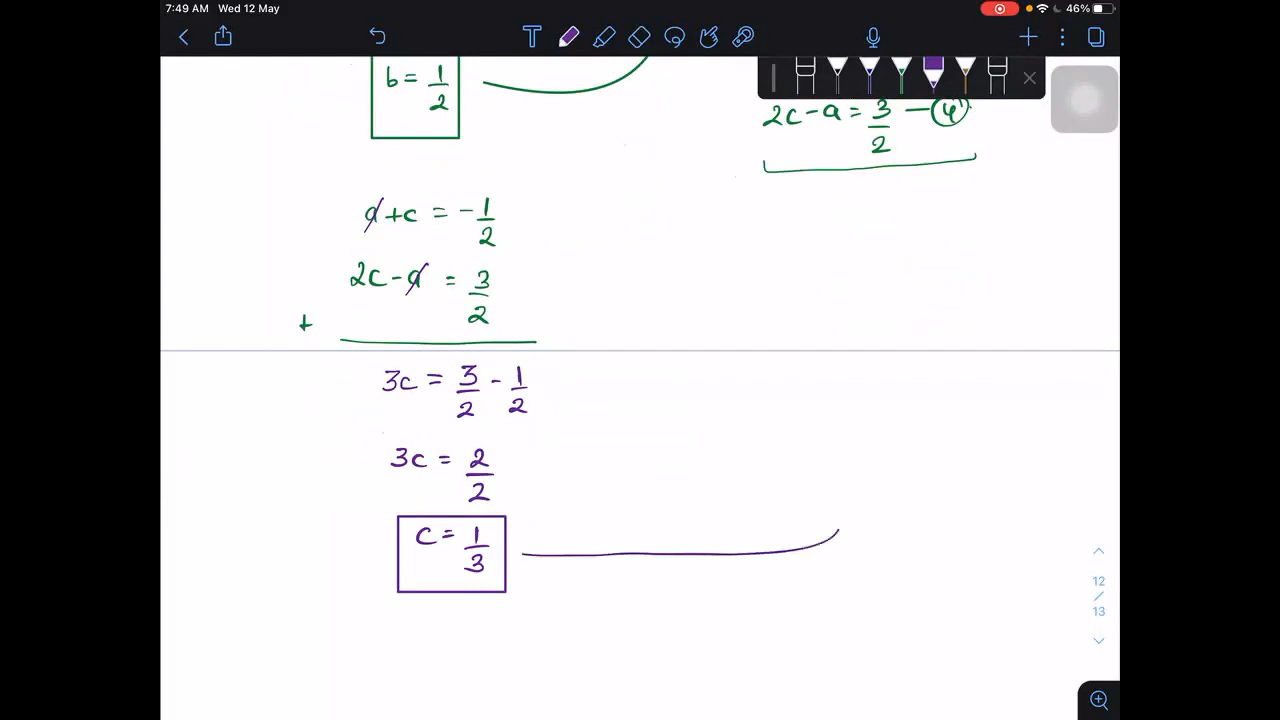 7:49 AM Wed 12 May
46%
T
b = 1/2
2c - a = 3/2 — (4)
a + c = -1/2
2c - a = 3/2
+
3c = 3/2 - 1/2
3c = 2/2
c = 1/3
12
/
13